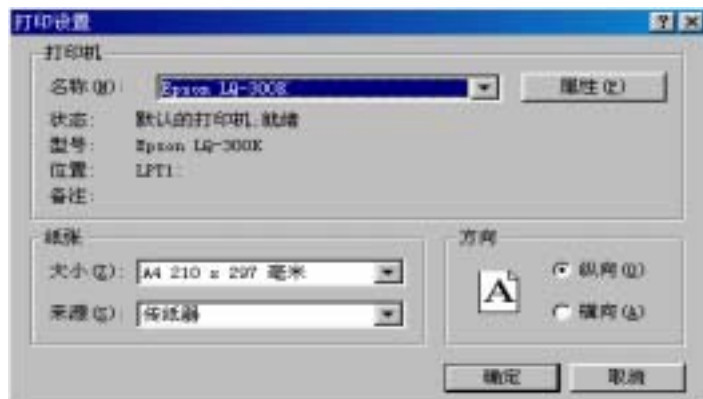 打印设置
打印机
名称(N): Epson LQ-300K 属性(P)
状态: 默认的打印机;就绪
型号: Epson LQ-300K
位置: LPT1:
备注:
纸张
大小(Z): A4 210 x 297 毫米
来源(S): 传纸器
方向
纵向(O)
横向(A)
A
确定 取消